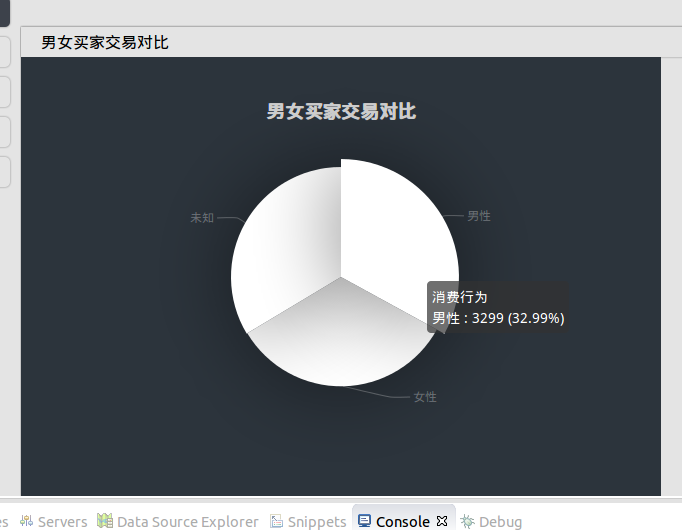 男女买家交易对比
男女买家交易对比
未知
男性
消费行为
男性 : 3299 (32.99%)
女性
es Servers Data Source Explorer Snippets Console Debug